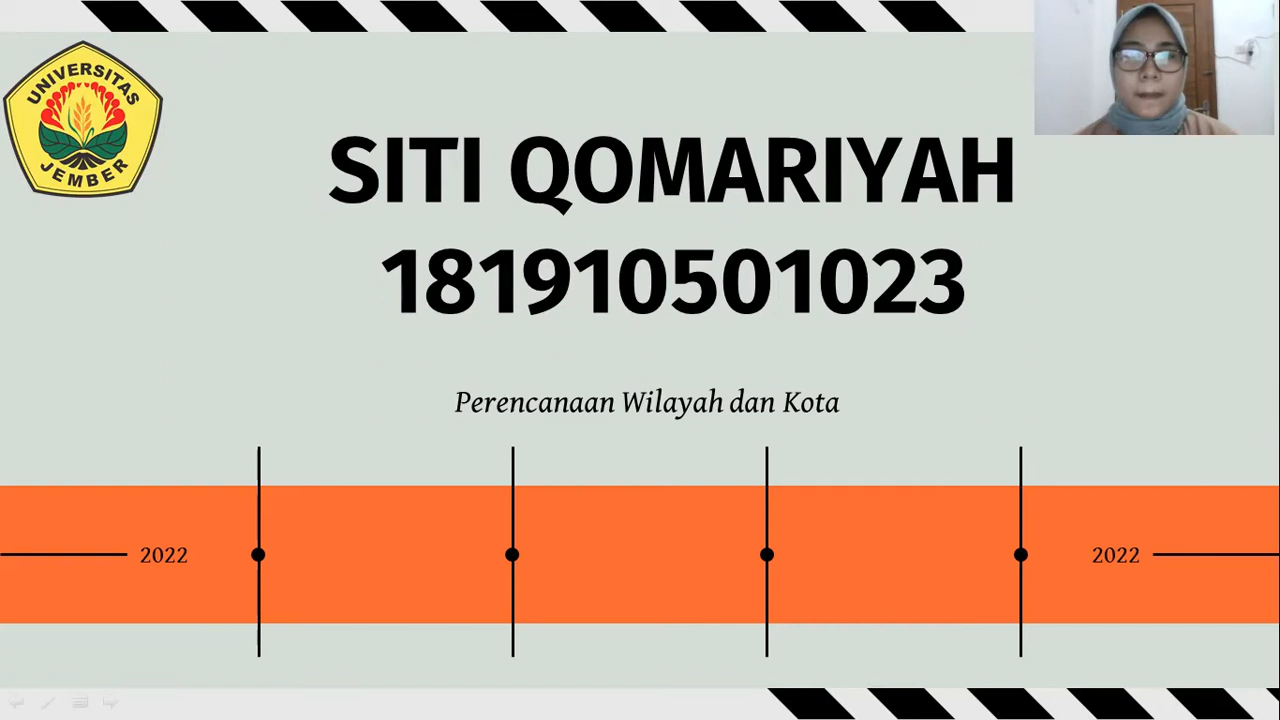 UNIVERSITAS
JEMBER
SITI QOMARIYAH
181910501023
Perencanaan Wilayah dan Kota
2022
2022